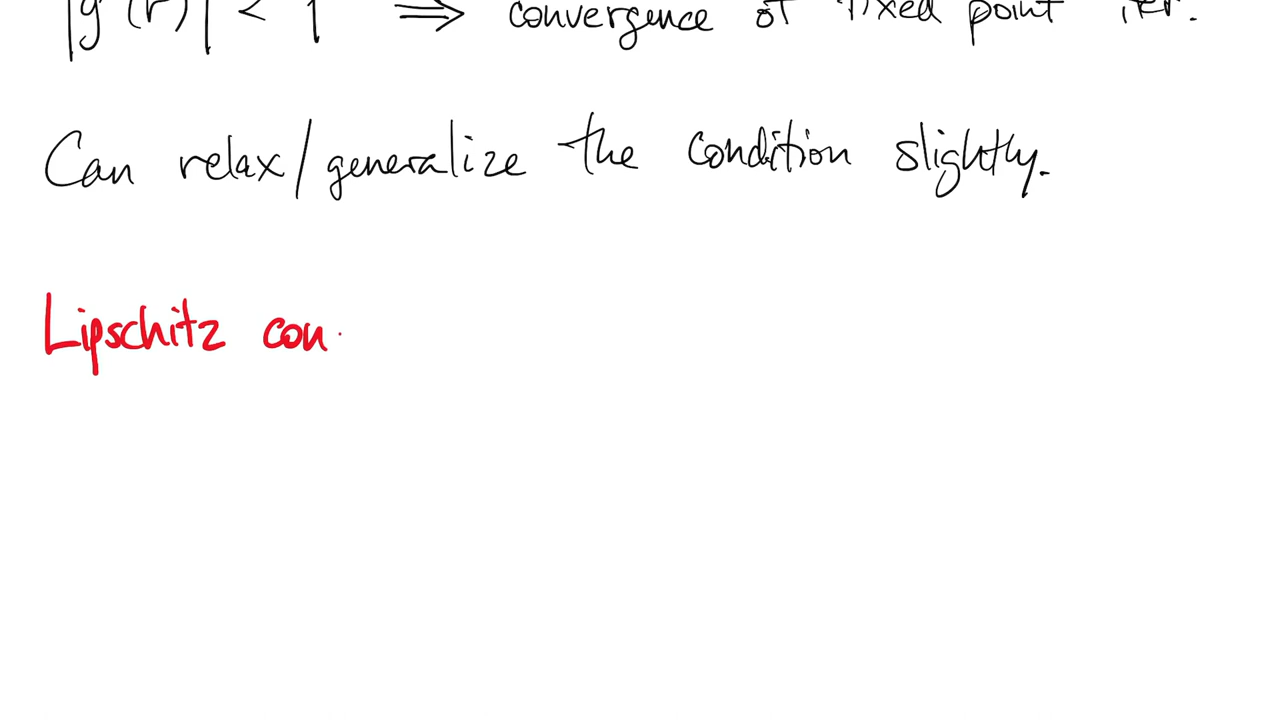 |g'(r)| < 1 ⟹ convergence of fixed point iter.
Can relax/generalize the condition slightly.
Lipschitz con